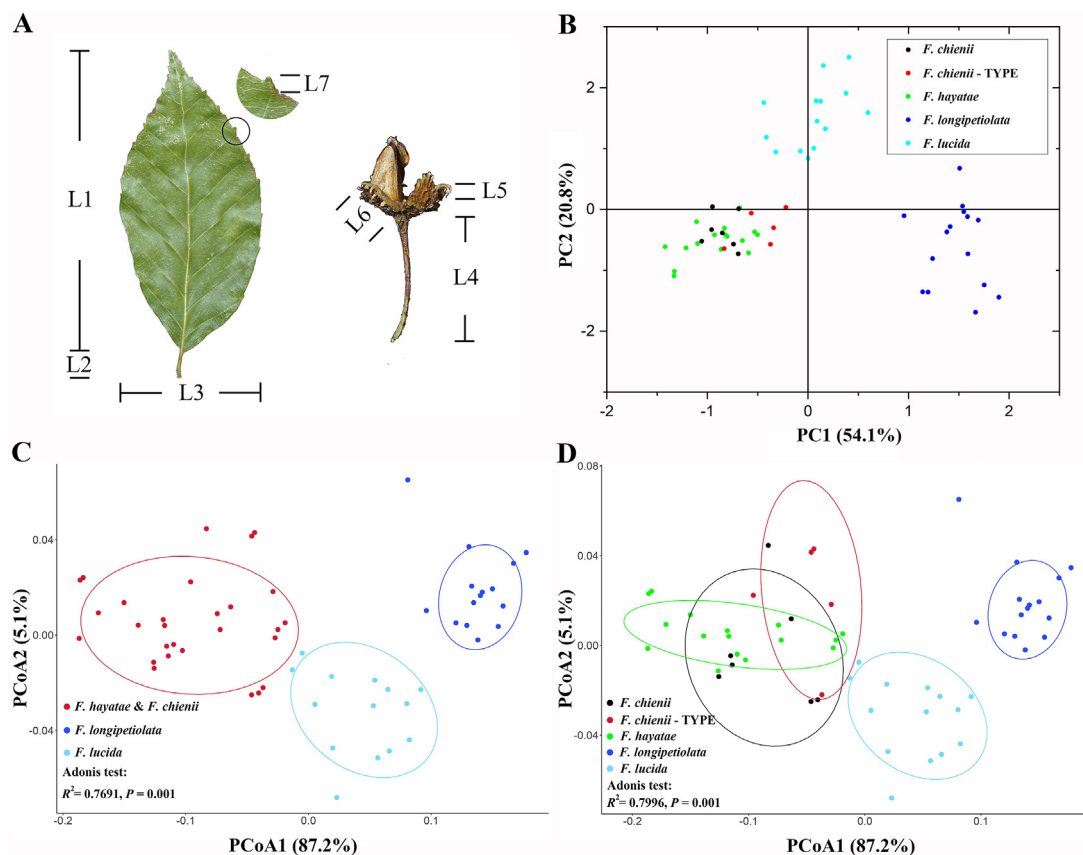 A
L1
L2
L3
L7
L5
L6
L4
B
F. chienii
F. chienii - TYPE
F. hayatae
F. longipetiolata
F. lucida
2
0
-2
-2
-1
0
1
2
PC2 (20.8%)
PC1 (54.1%)
C
0.04
0.00
-0.04
-0.2
-0.1
0.0
0.1
PCoA2 (5.1%)
PCoA1 (87.2%)
F. hayatae & F. chienii
F. longipetiolata
F. lucida
Adonis test:
R²= 0.7691, P = 0.001
D
0.08
0.04
0.00
-0.04
-0.2
-0.1
0.0
0.1
PCoA2 (5.1%)
PCoA1 (87.2%)
F. chienii
F. chienii - TYPE
F. hayatae
F. longipetiolata
F. lucida
Adonis test:
R²= 0.7996, P = 0.001